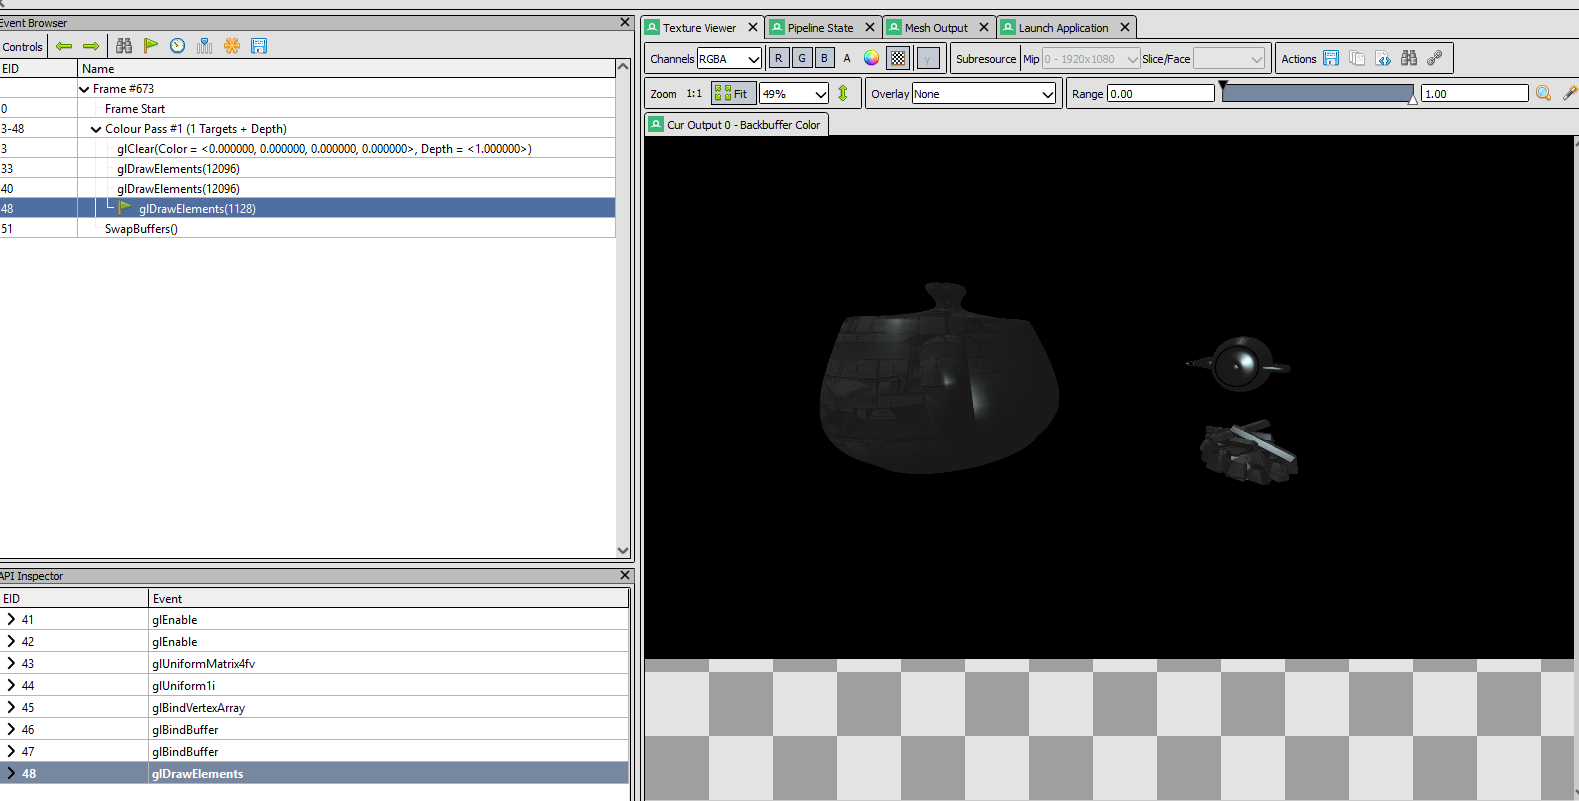 Event Browser
Controls
EID Name
Frame #673
0 Frame Start
3-48 Colour Pass #1 (1 Targets + Depth)
3 glClear(Color = <0.000000, 0.000000, 0.000000, 0.000000>, Depth = <1.000000>)
33 glDrawElements(12096)
40 glDrawElements(12096)
48 glDrawElements(1128)
51 SwapBuffers()
API Inspector
EID Event
41 glEnable
42 glEnable
43 glUniformMatrix4fv
44 glUniform1i
45 glBindVertexArray
46 glBindBuffer
47 glBindBuffer
48 glDrawElements
Texture Viewer Pipeline State Mesh Output Launch Application
Channels RGBA R G B A γ Subresource Mip 0 - 1920x1080 Slice/Face Actions
Zoom 1:1 Fit 49% Overlay None Range 0.00 1.00
Cur Output 0 - Backbuffer Color